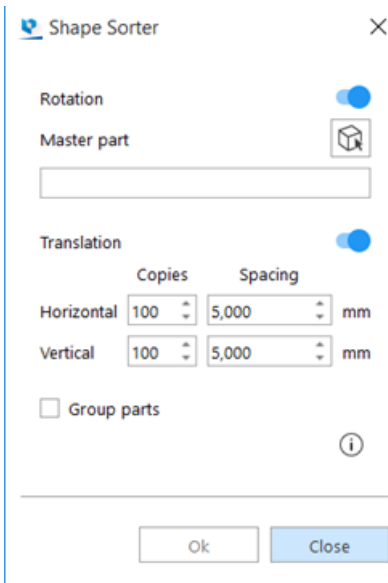 Shape Sorter
Rotation
Master part
Translation
Copies Spacing
Horizontal 100 5,000 mm
Vertical 100 5,000 mm
Group parts
Ok Close